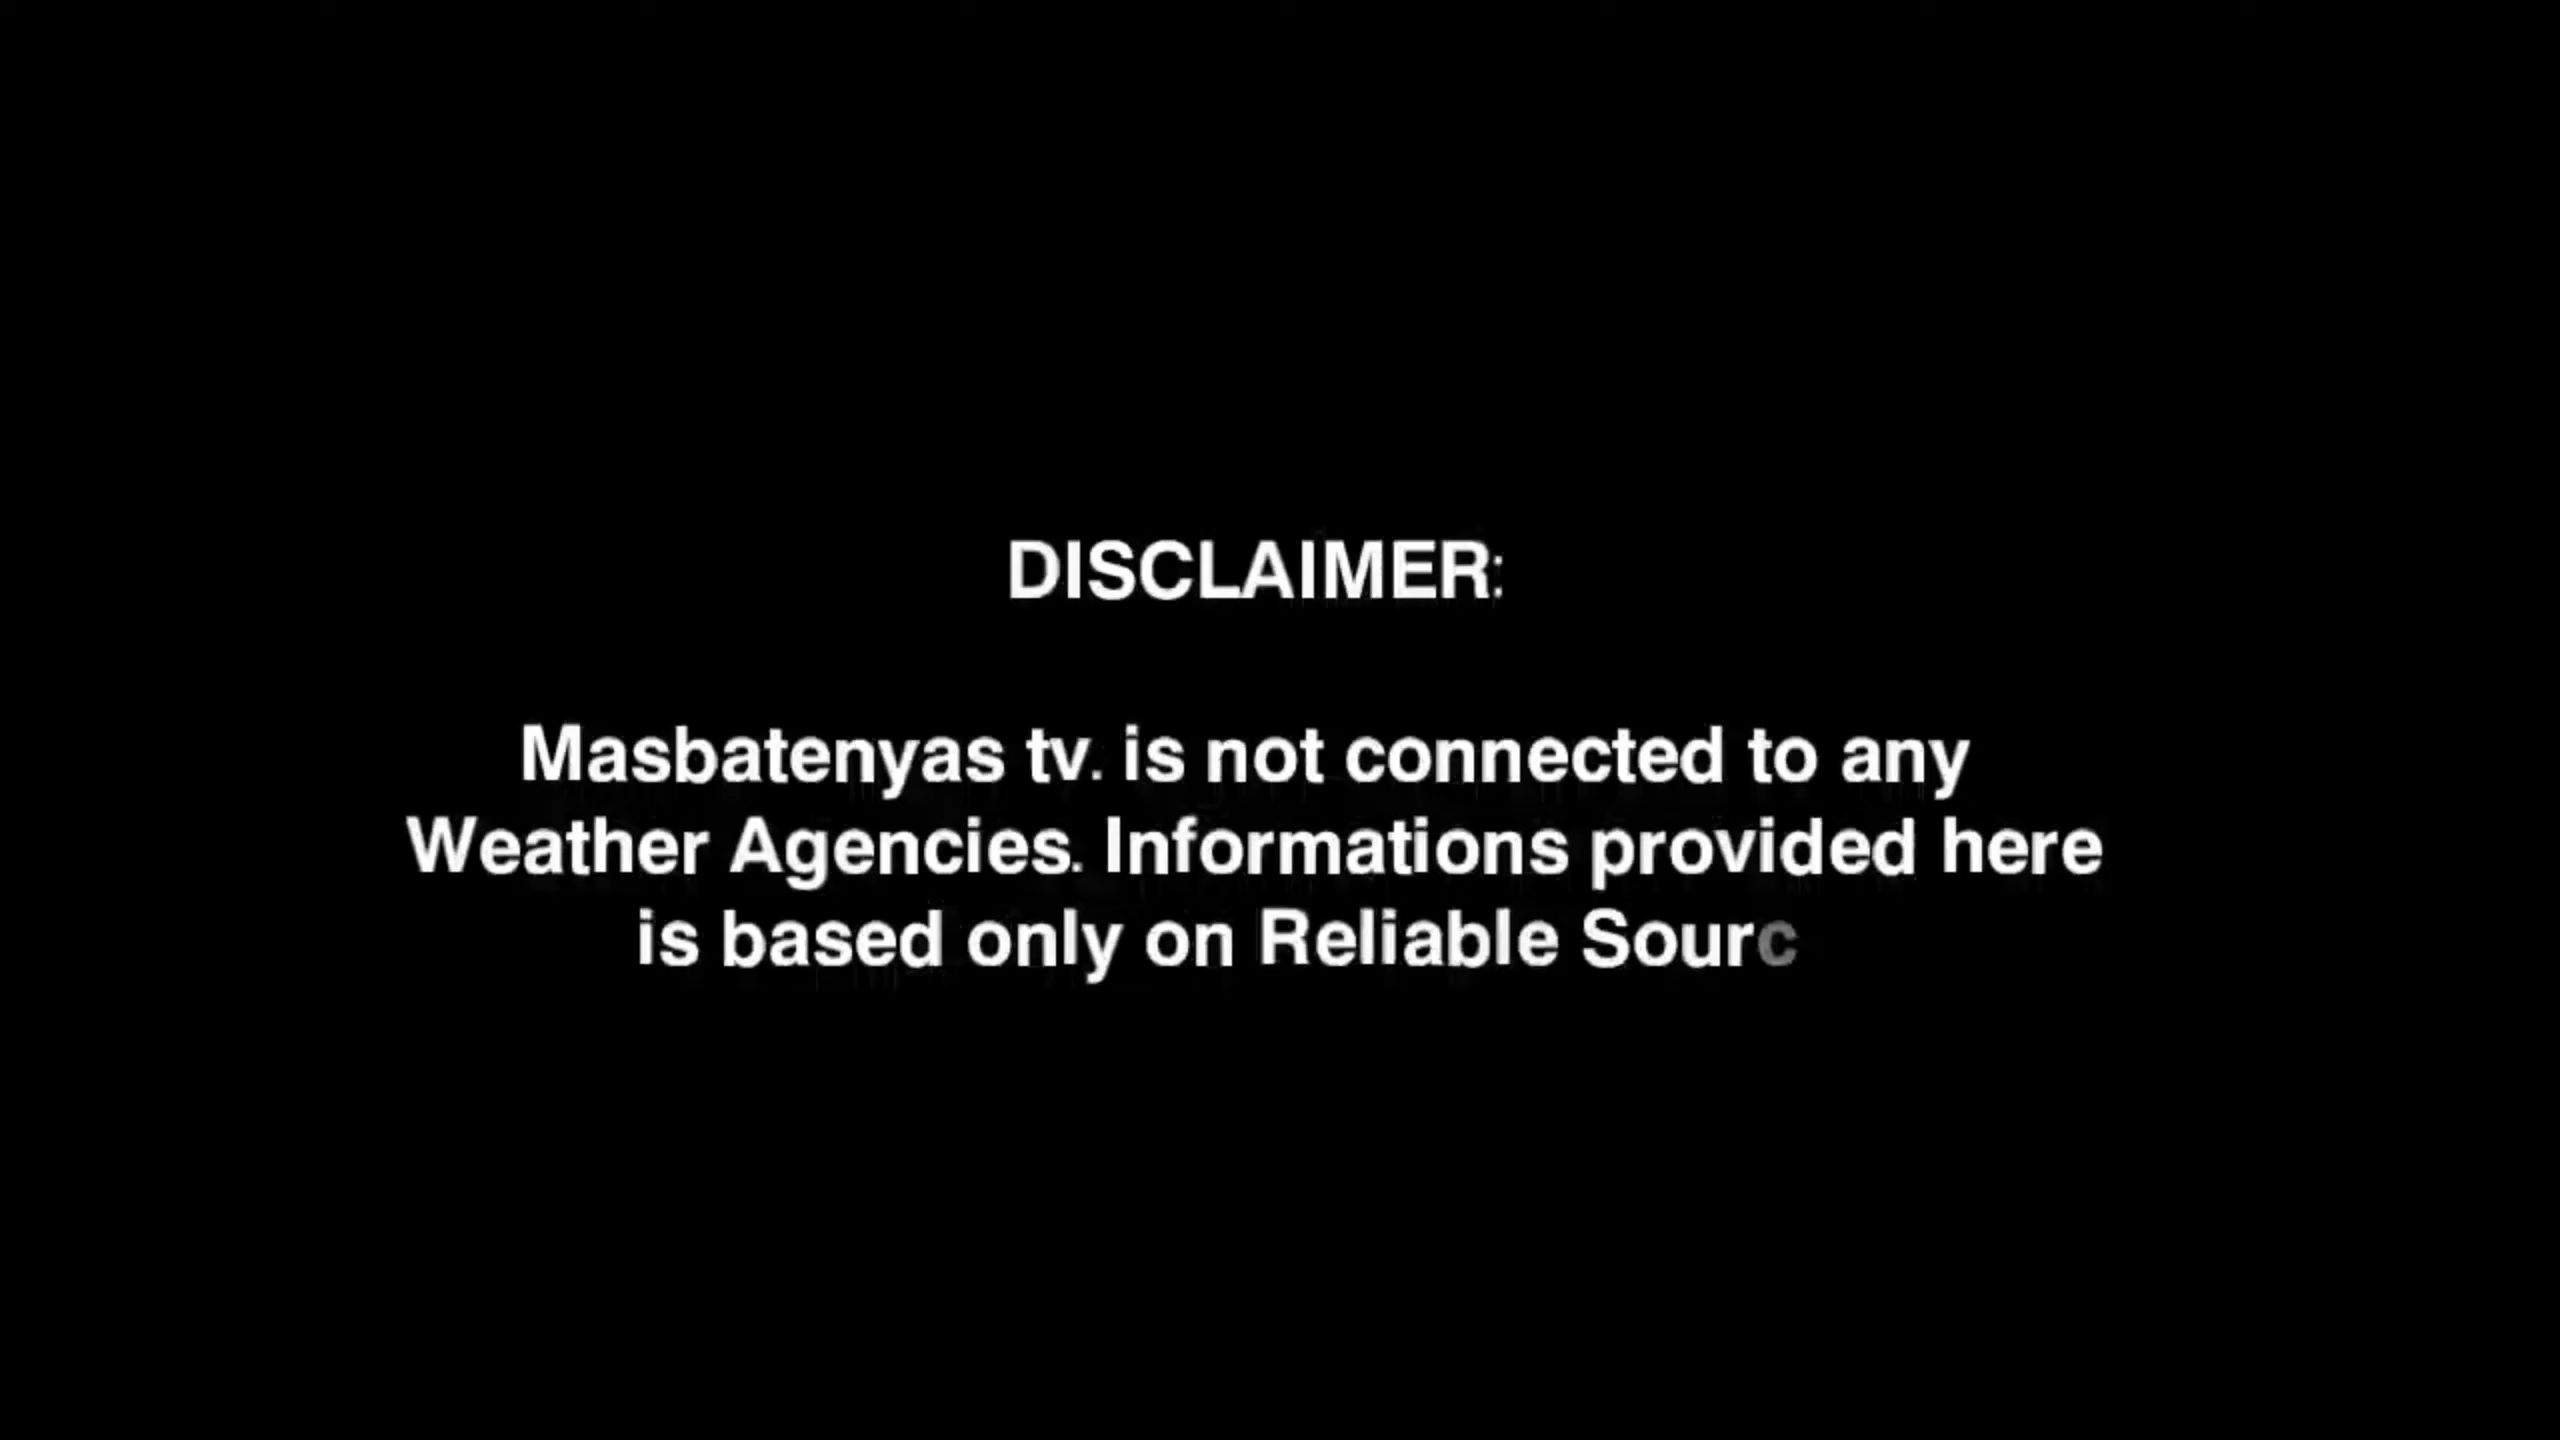 DISCLAIMER:
Masbatenyas tv. is not connected to any
Weather Agencies. Informations provided here
is based only on Reliable Sourc